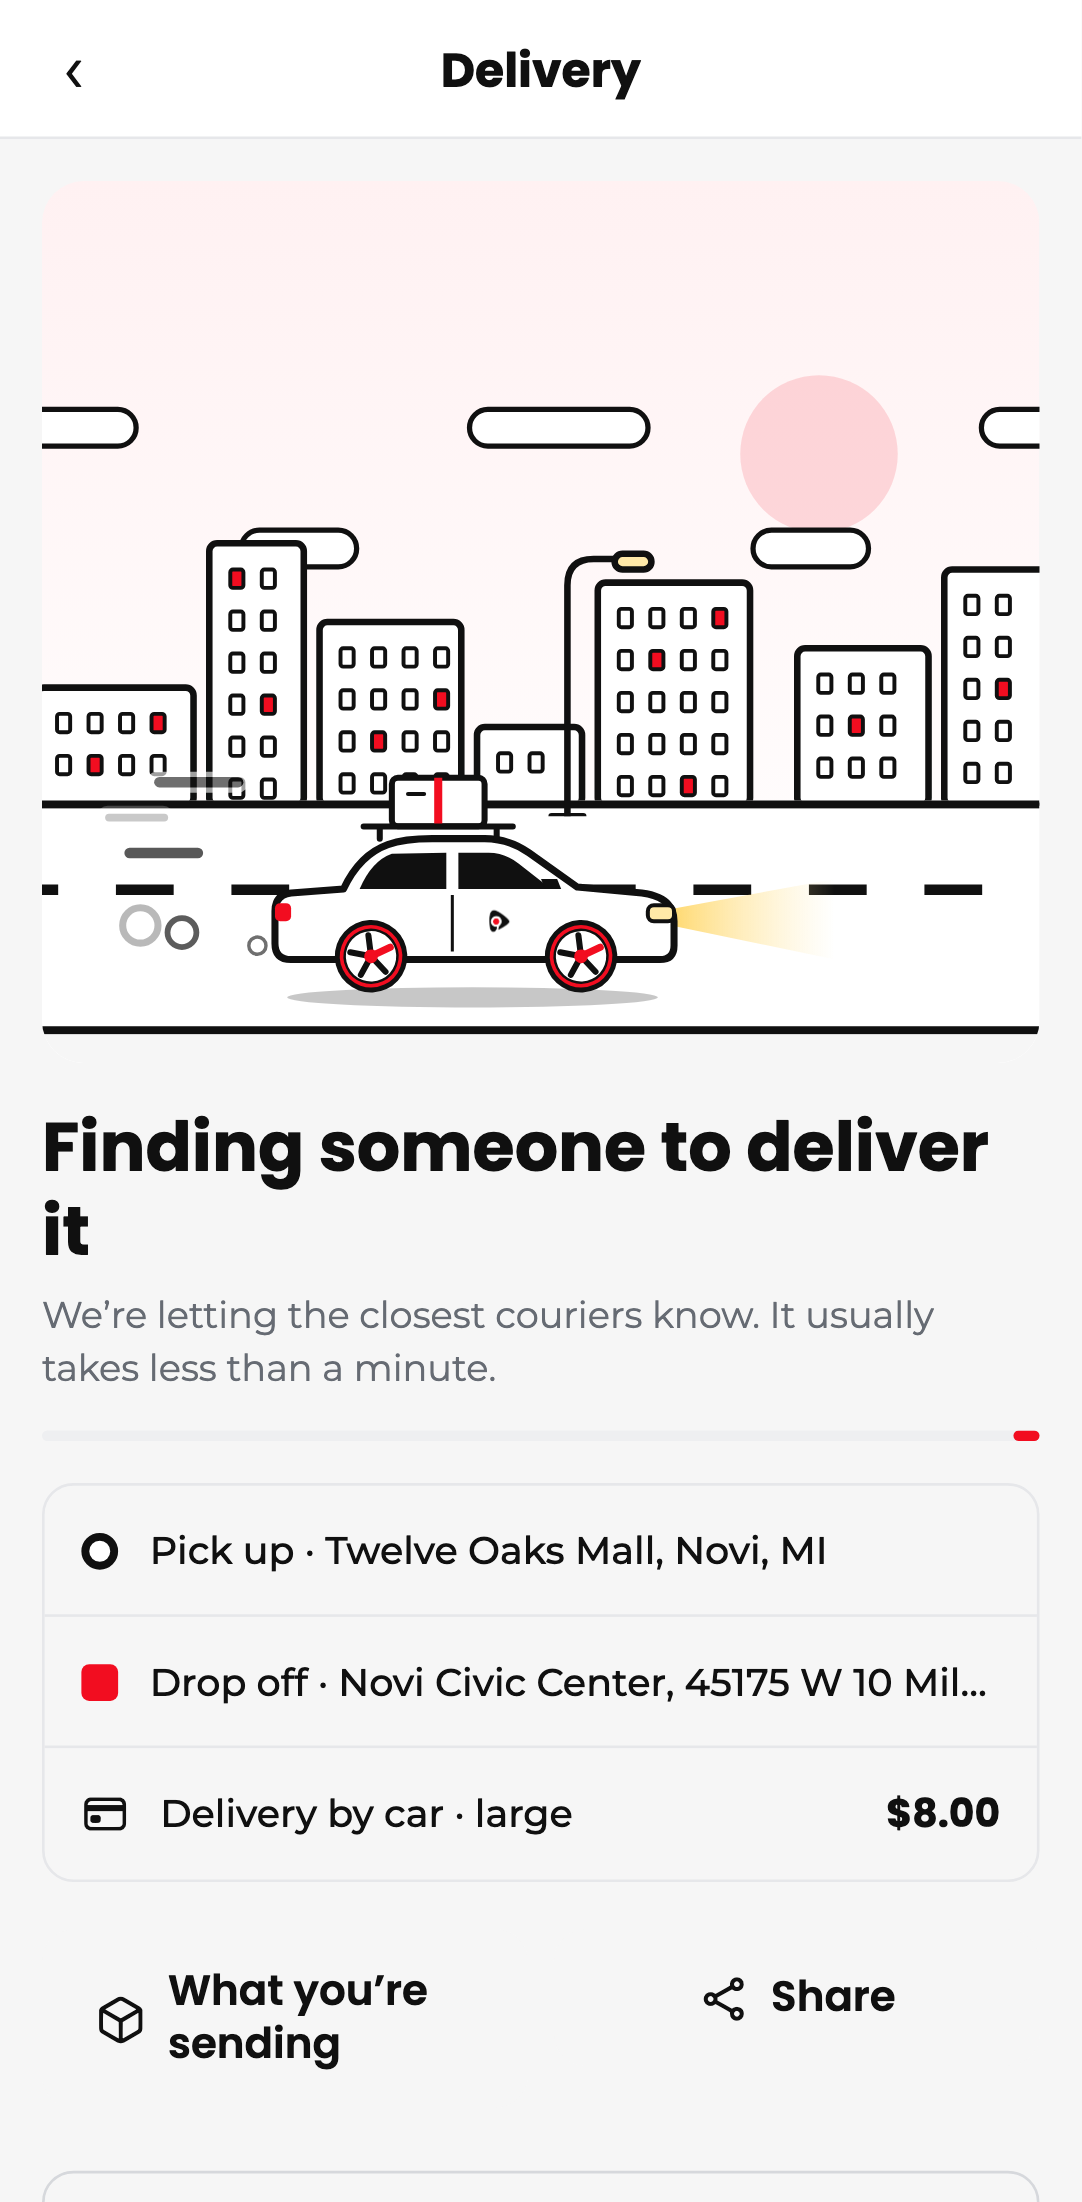 Delivery
Finding someone to deliver
it
We’re letting the closest couriers know. It usually
takes less than a minute.
Pick up · Twelve Oaks Mall, Novi, MI
Drop off · Novi Civic Center, 45175 W 10 Mil...
Delivery by car · large $8.00
What you’re
sending
Share